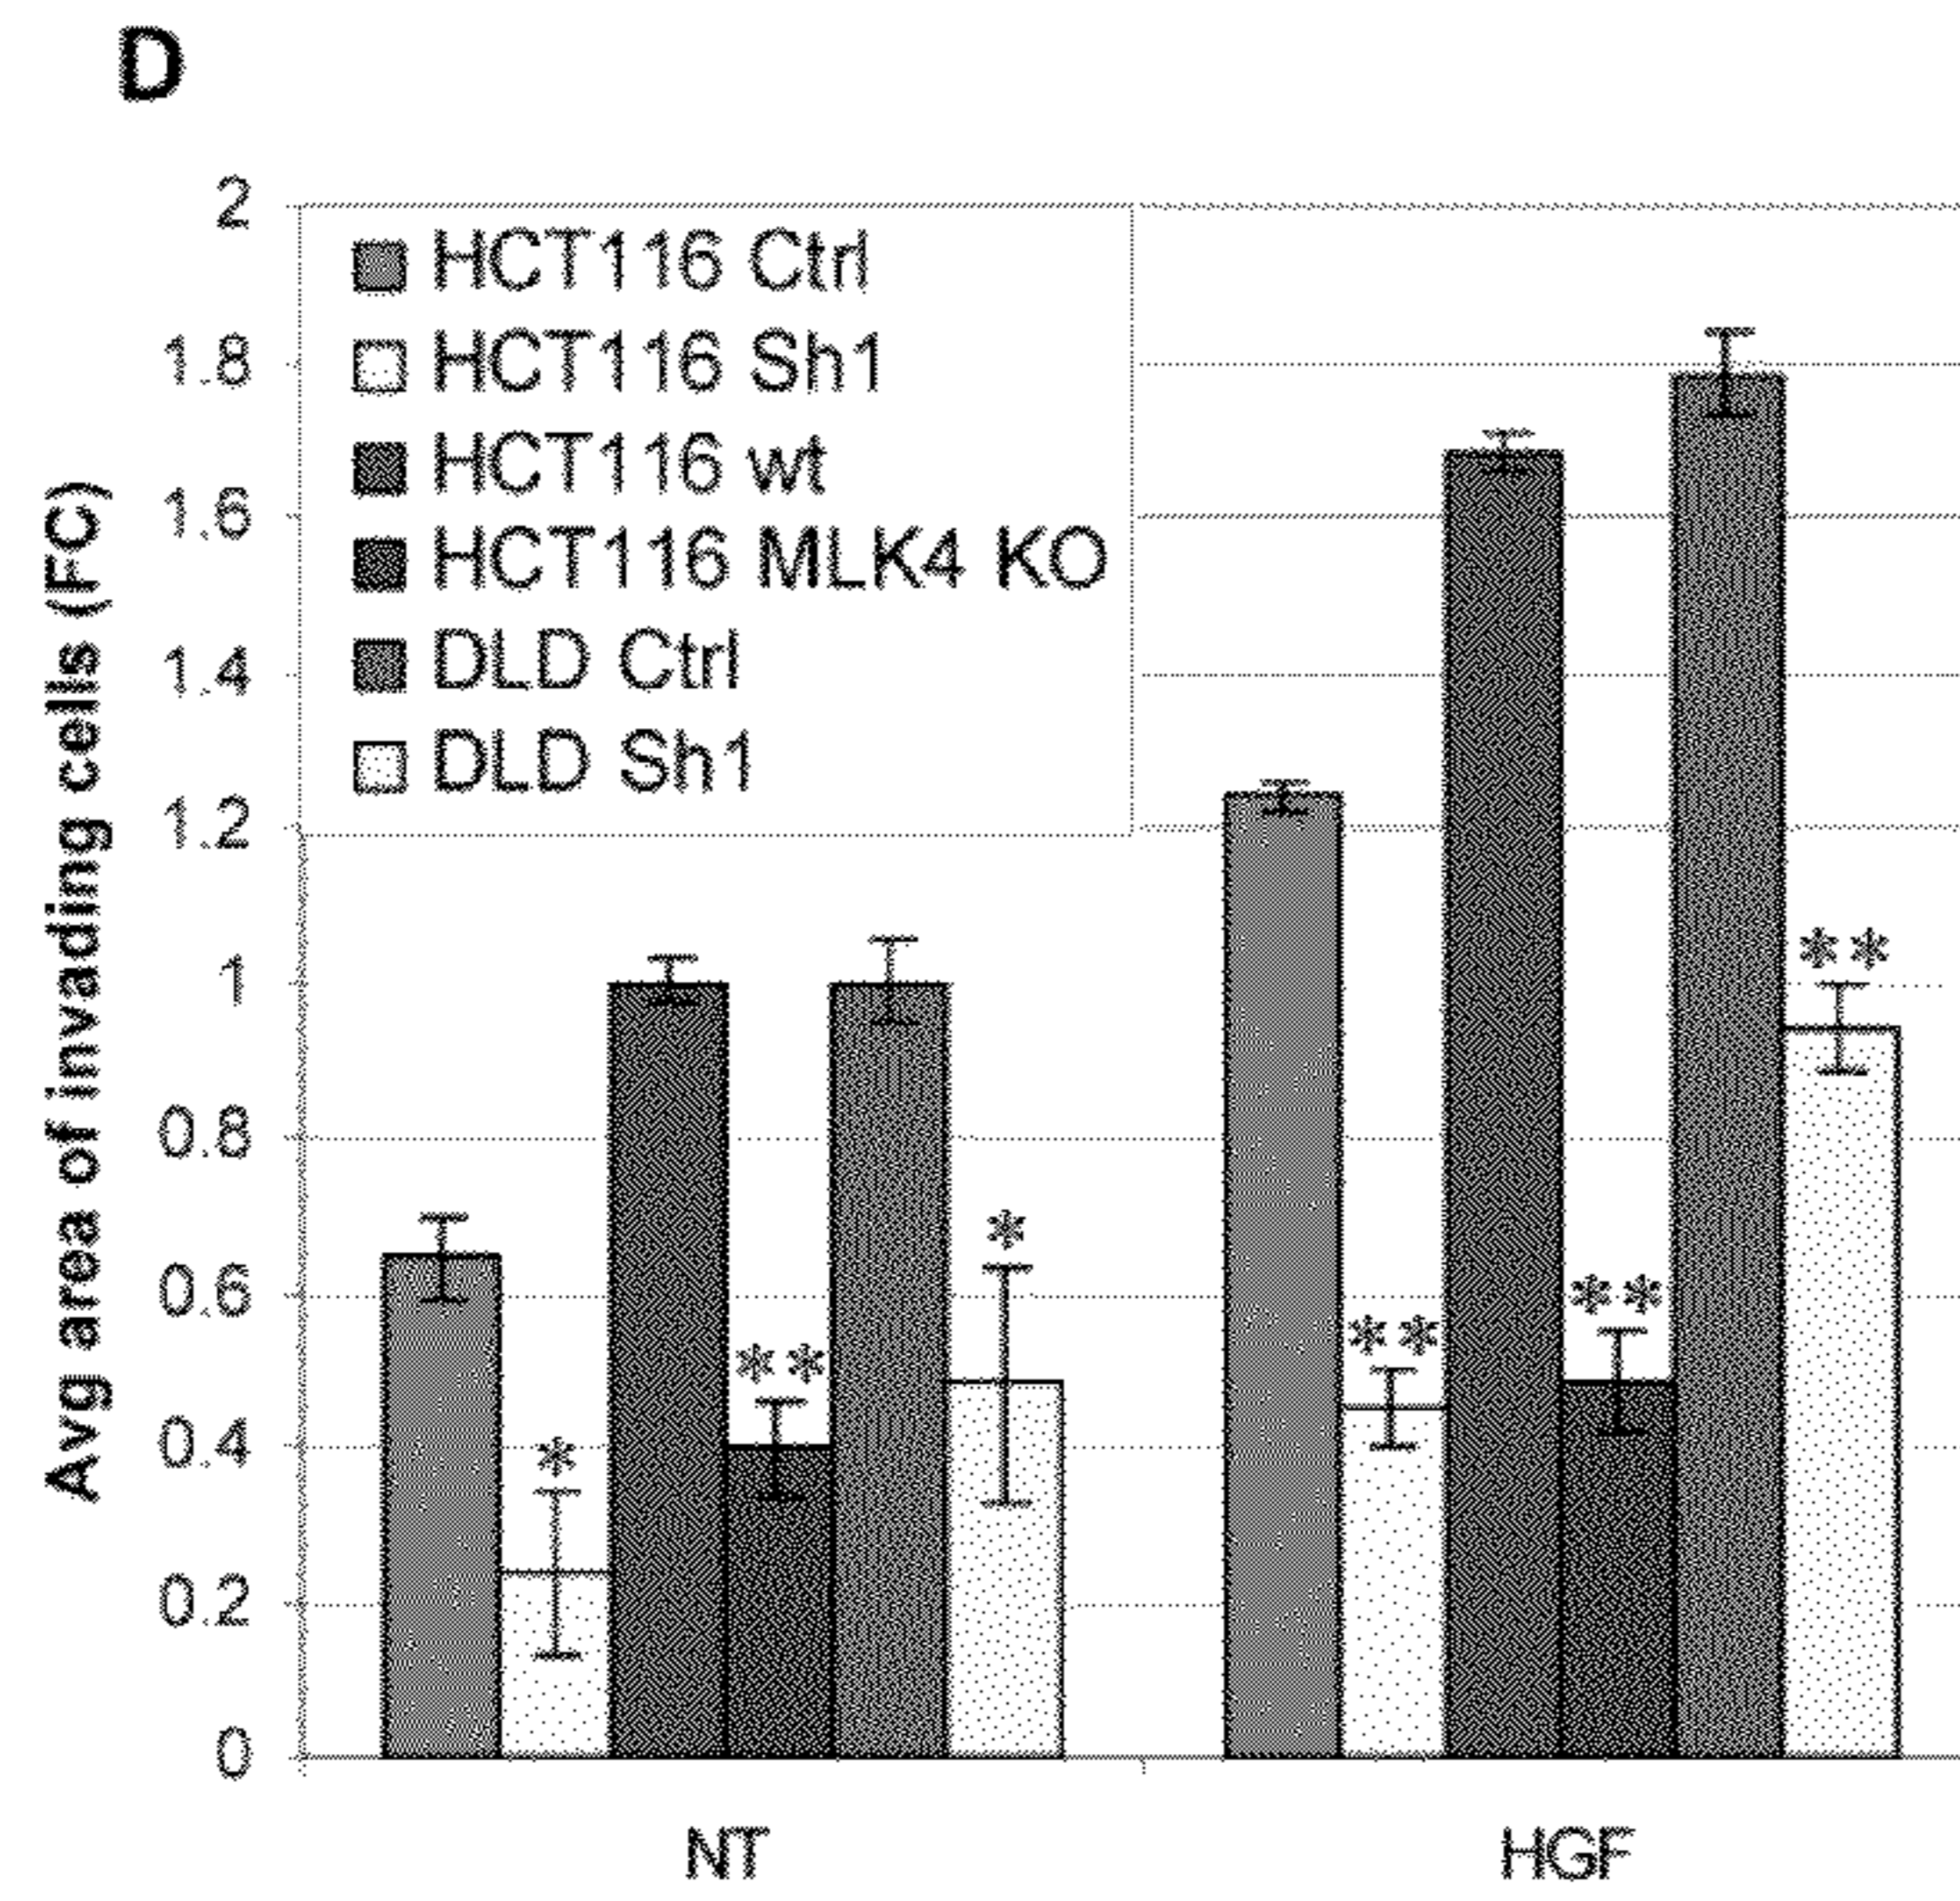 D
Avg area of invading cells (FC)
2
1.8
1.6
1.4
1.2
1
0.8
0.6
0.4
0.2
0
HCT116 Ctrl
HCT116 Sh1
HCT116 wt
HCT116 MLK4 KO
DLD Ctrl
DLD Sh1
*
**
*
**
**
**
NT
HGF